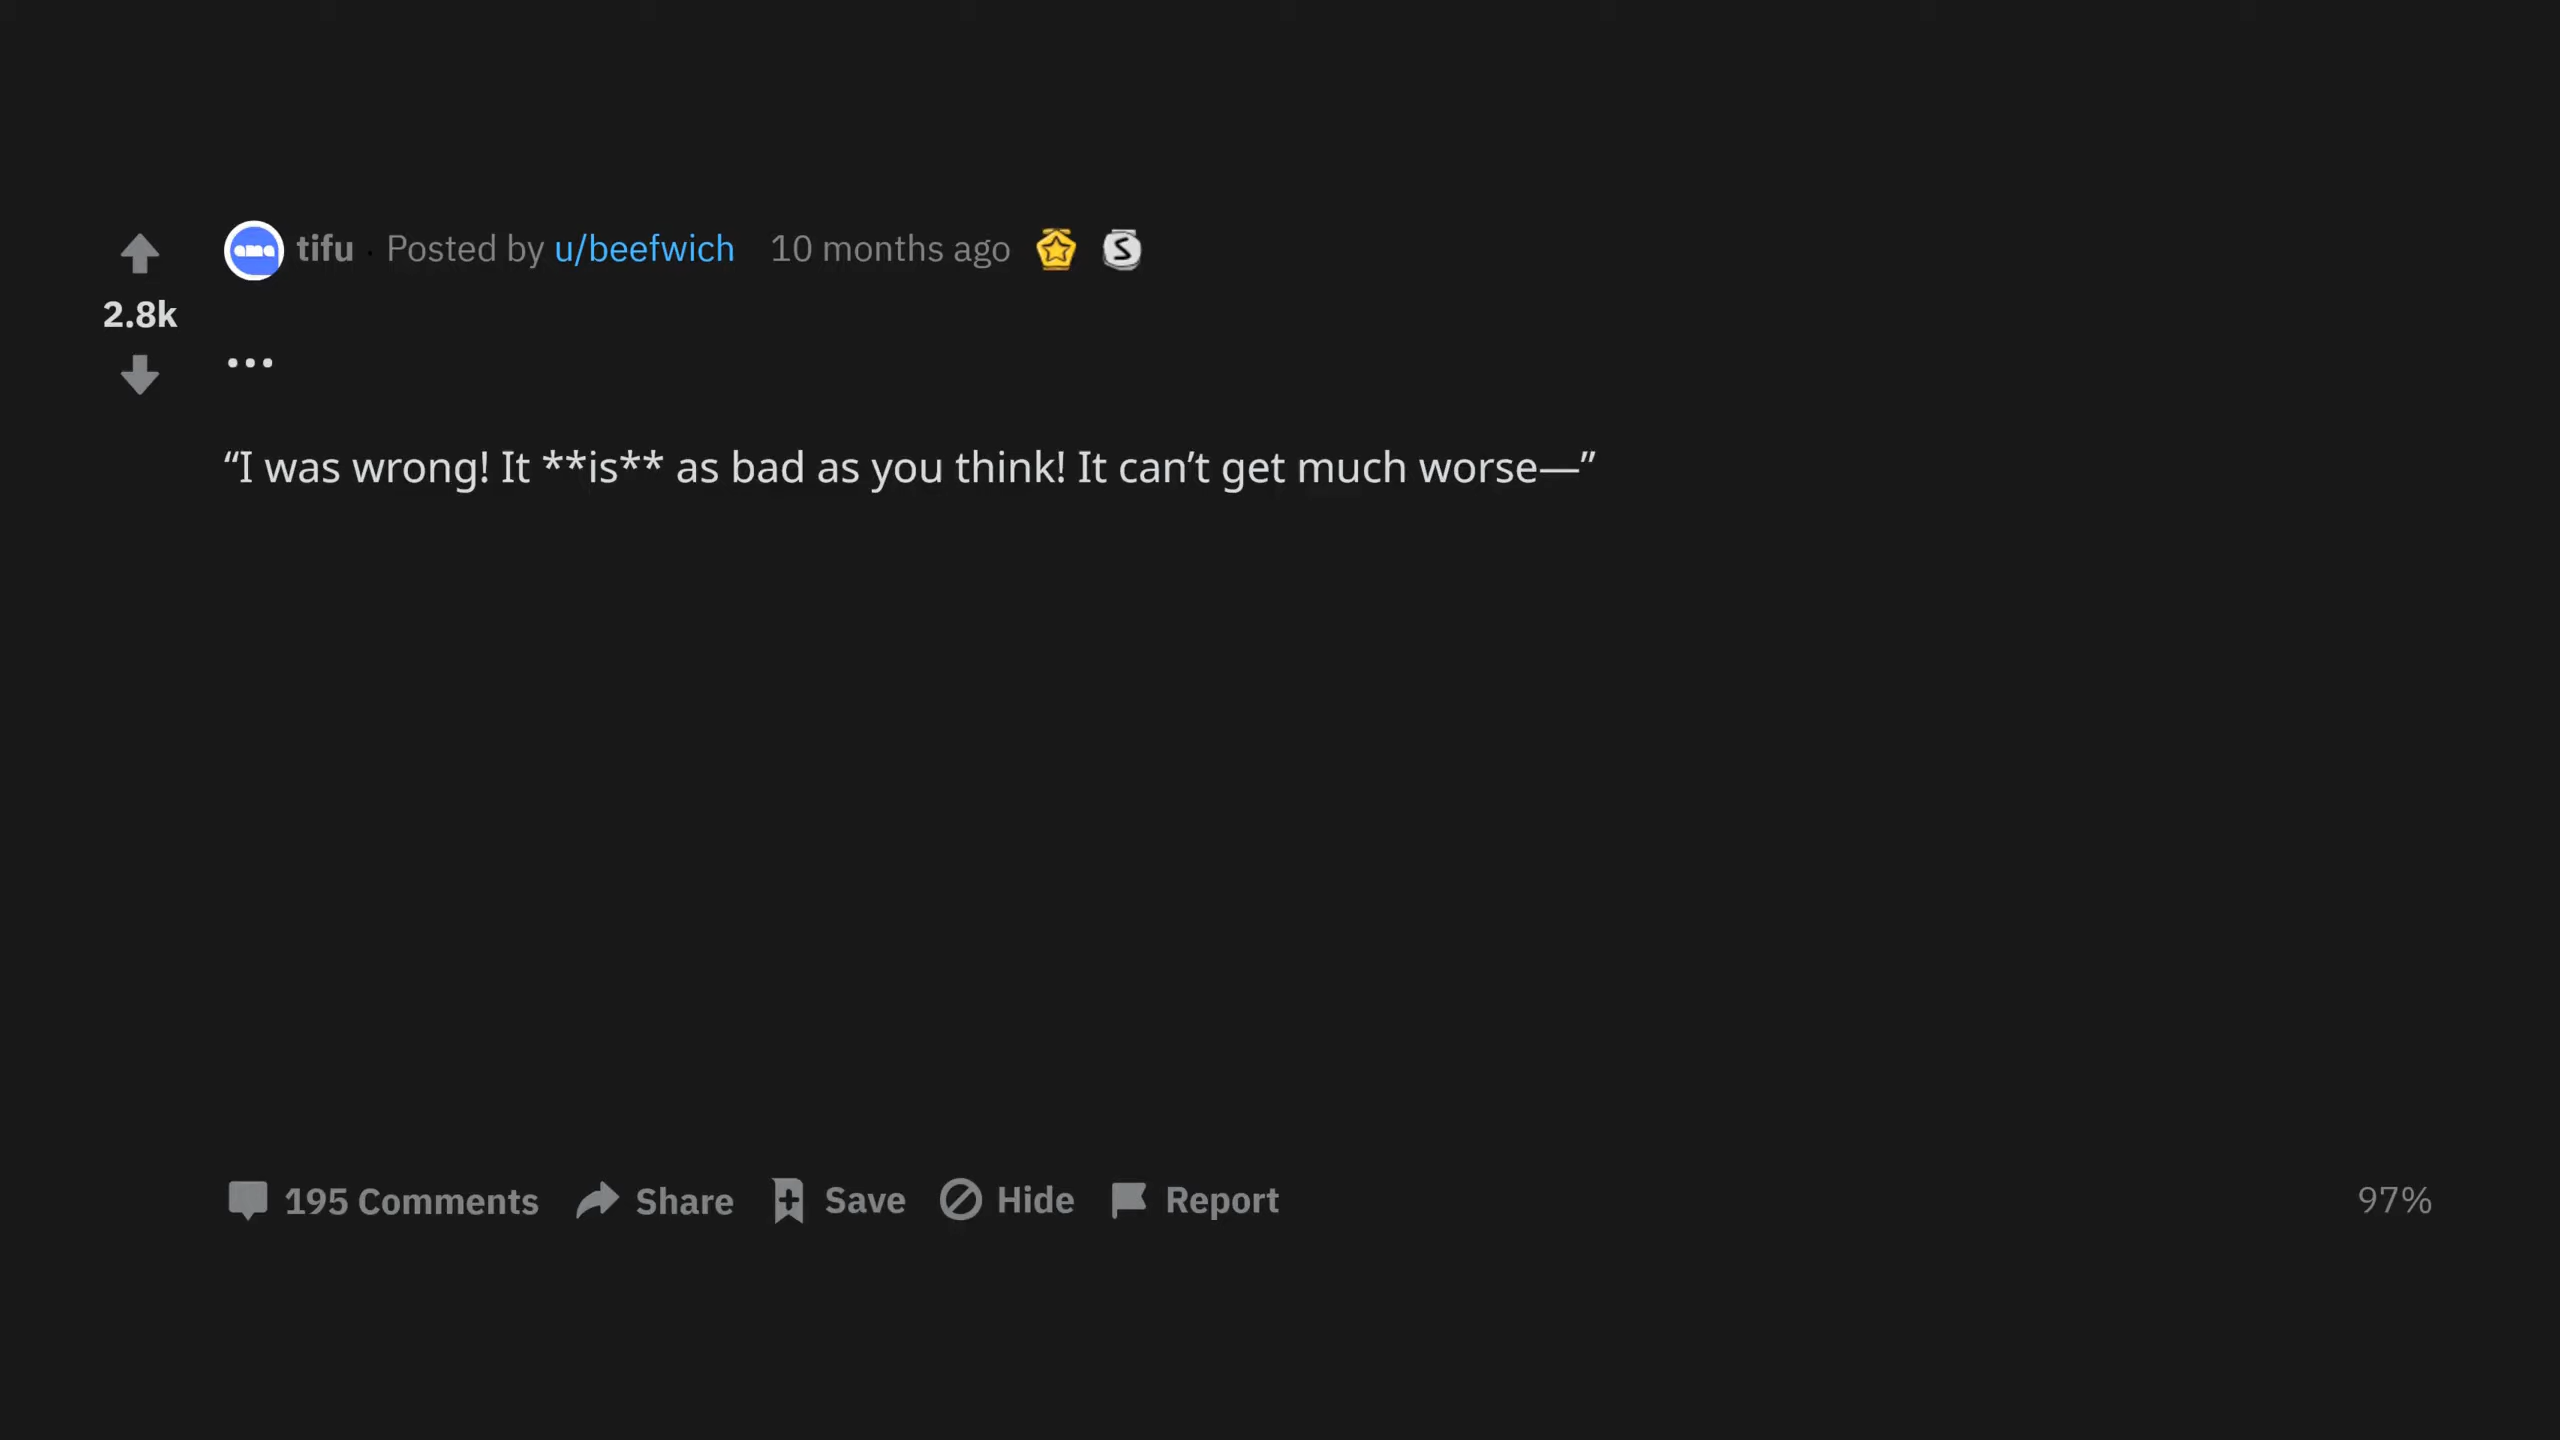 ama tifu · Posted by u/beefwich 10 months ago S
2.8k
...
“I was wrong! It **is** as bad as you think! It can’t get much worse—”
195 Comments Share Save Hide Report 97%